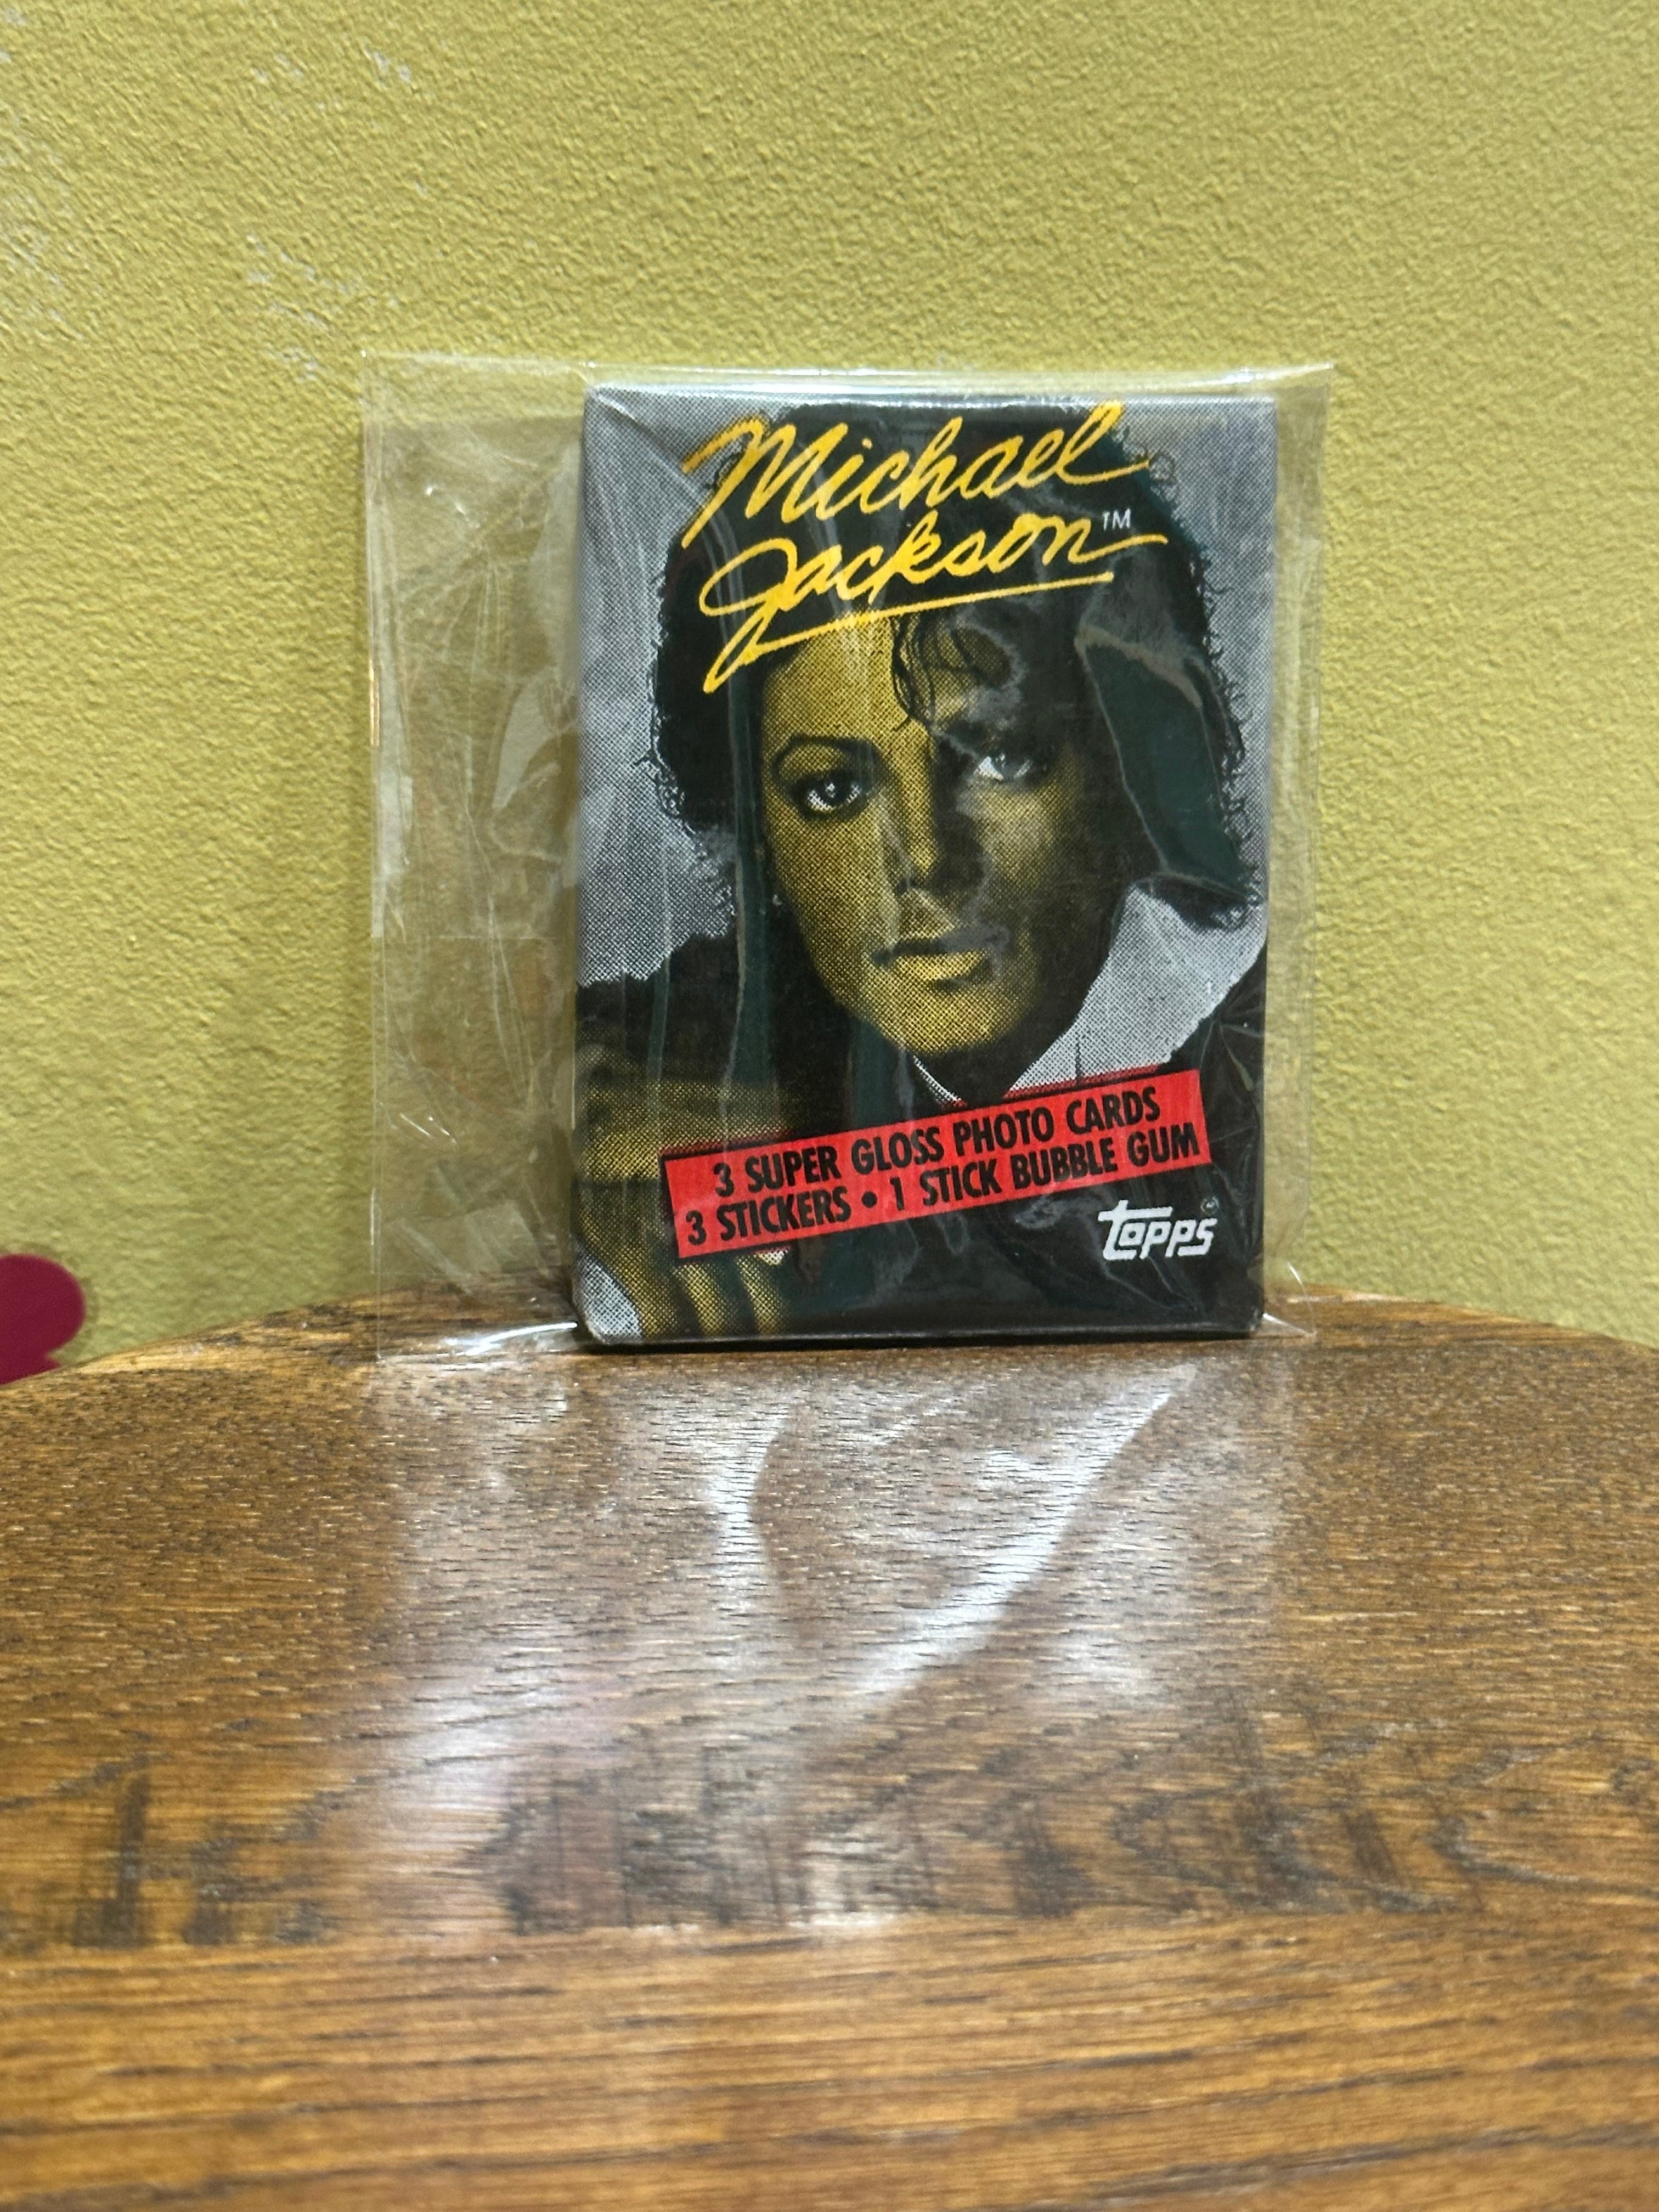 Michael
Jackson™
3 SUPER GLOSS PHOTO CARDS
3 STICKERS • 1 STICK BUBBLE GUM
topps®